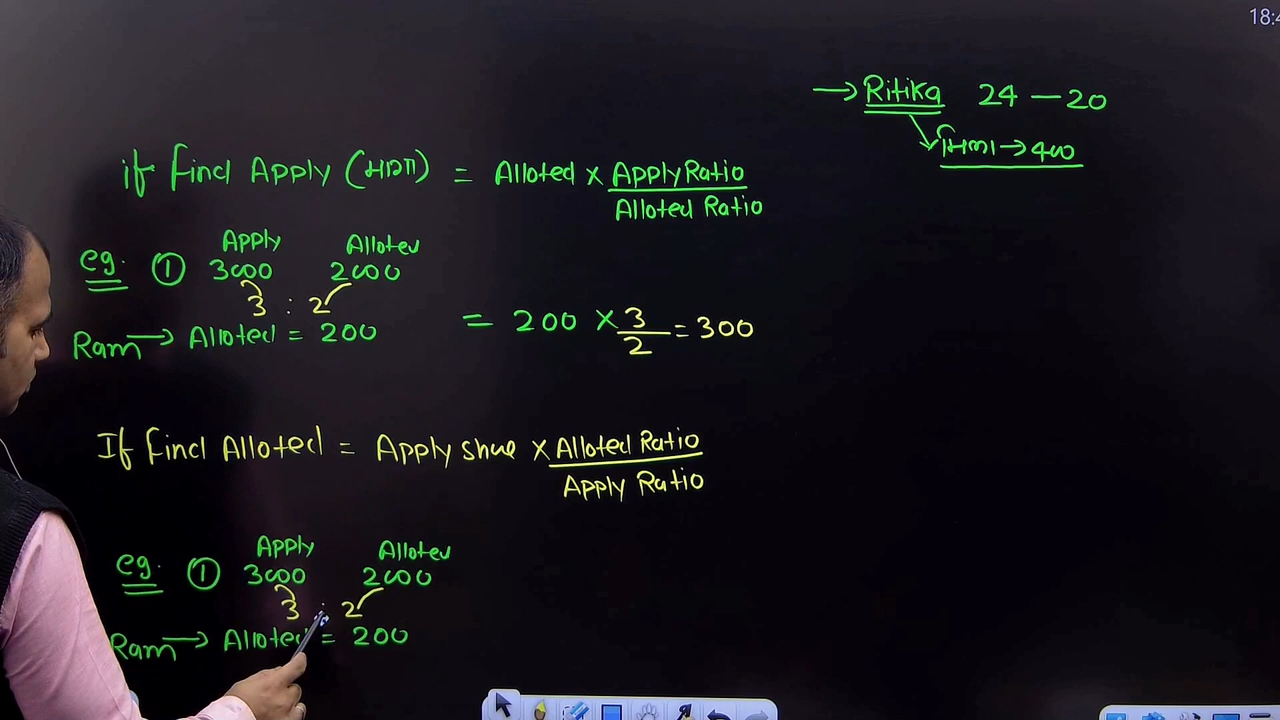 18:4
→ Ritika 24 — 20
→ 400
if find Apply ( ) = Alloted × Apply Ratio
Alloted Ratio
Apply Alloted
eg. ① 3000 2000
3 : 2
Ram → Alloted = 200
= 200 × 3/2 = 300
If find Alloted = Apply share × Alloted Ratio
Apply Ratio
Apply Alloted
eg. ① 3000 2000
3 : 2
Ram → Alloted = 200